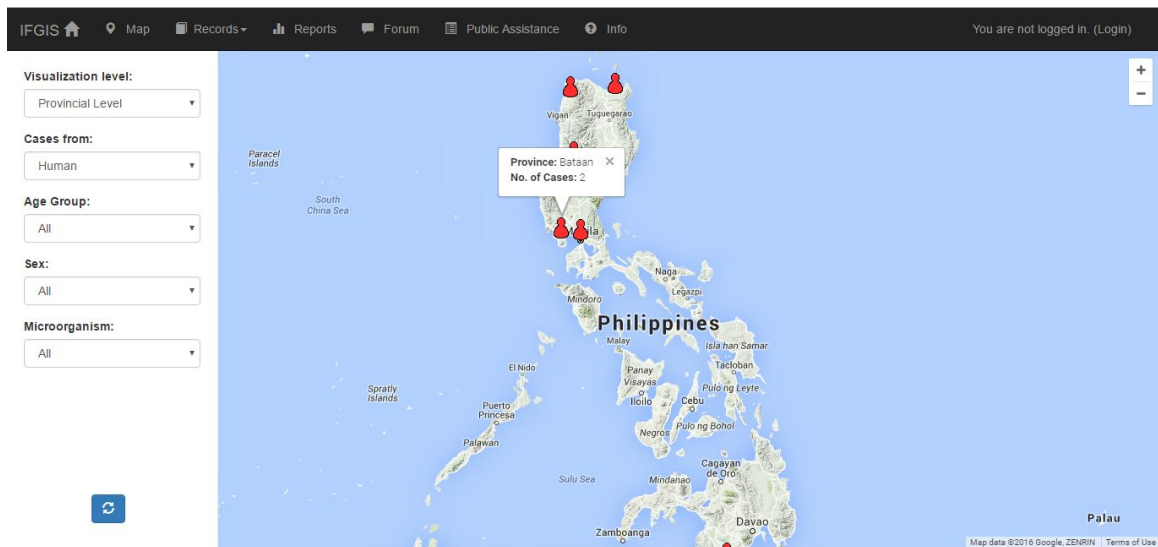 IFGIS Map Records Reports Forum Public Assistance Info You are not logged in. (Login)
Visualization level:
Provincial Level
Cases from:
Human
Age Group:
All
Sex:
All
Microorganism:
All
+
−
Vigan
Tuguegarao
Paracel
Islands
Province: Bataan ×
No. of Cases: 2
South
China Sea
Naga
Legazpi
Mindoro
Philippines
Malay
Isla han Samar
El Nido
Panay
Tacloban
Visayas
Pulo ng Leyte
Spratly
Islands
Iloilo
Cebu
Puerto
Princesa
Pulo ng Bohol
Negros
Palawan
Cagayan
de Oro
Sulu Sea
Mindanao
Davao
Zamboanga
Palau
Map data ©2016 Google, ZENRIN Terms of Use